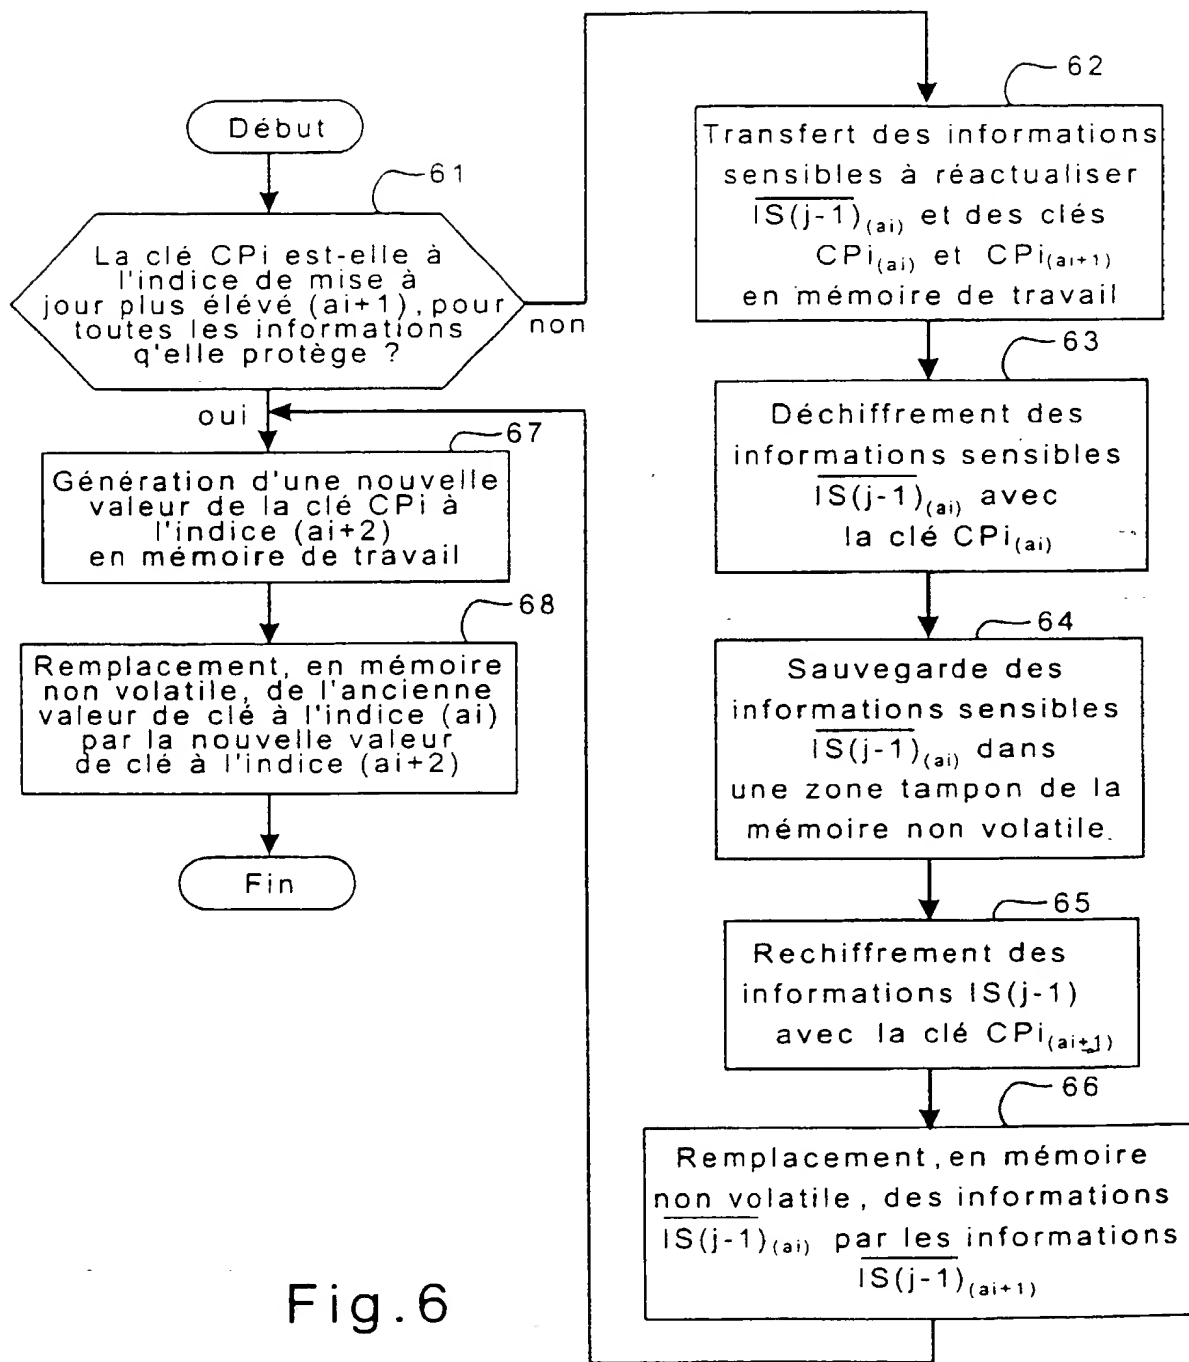 Début
61
La clé CPi est-elle à
l'indice de mise à
jour plus élévé (ai+1), pour
toutes les informations
qu'elle protège ?
non
oui
67
Génération d'une nouvelle
valeur de la clé CPi à
l'indice (ai+2)
en mémoire de travail
68
Remplacement, en mémoire
non volatile, de l'ancienne
valeur de clé à l'indice (ai)
par la nouvelle valeur
de clé à l'indice (ai+2)
Fin
62
Transfert des informations
sensibles à réactualiser
IS(j-1)(ai) et des clés
CPi(ai) et CPi(ai+1)
en mémoire de travail
63
Déchiffrement des
informations sensibles
IS(j-1)(ai) avec
la clé CPi(ai)
64
Sauvegarde des
informations sensibles
IS(j-1)(ai) dans
une zone tampon de la
mémoire non volatile.
65
Rechiffrement des
informations IS(j-1)
avec la clé CPi(ai+1)
66
Remplacement, en mémoire
non volatile, des informations
IS(j-1)(ai) par les informations
IS(j-1)(ai+1)
Fig.6